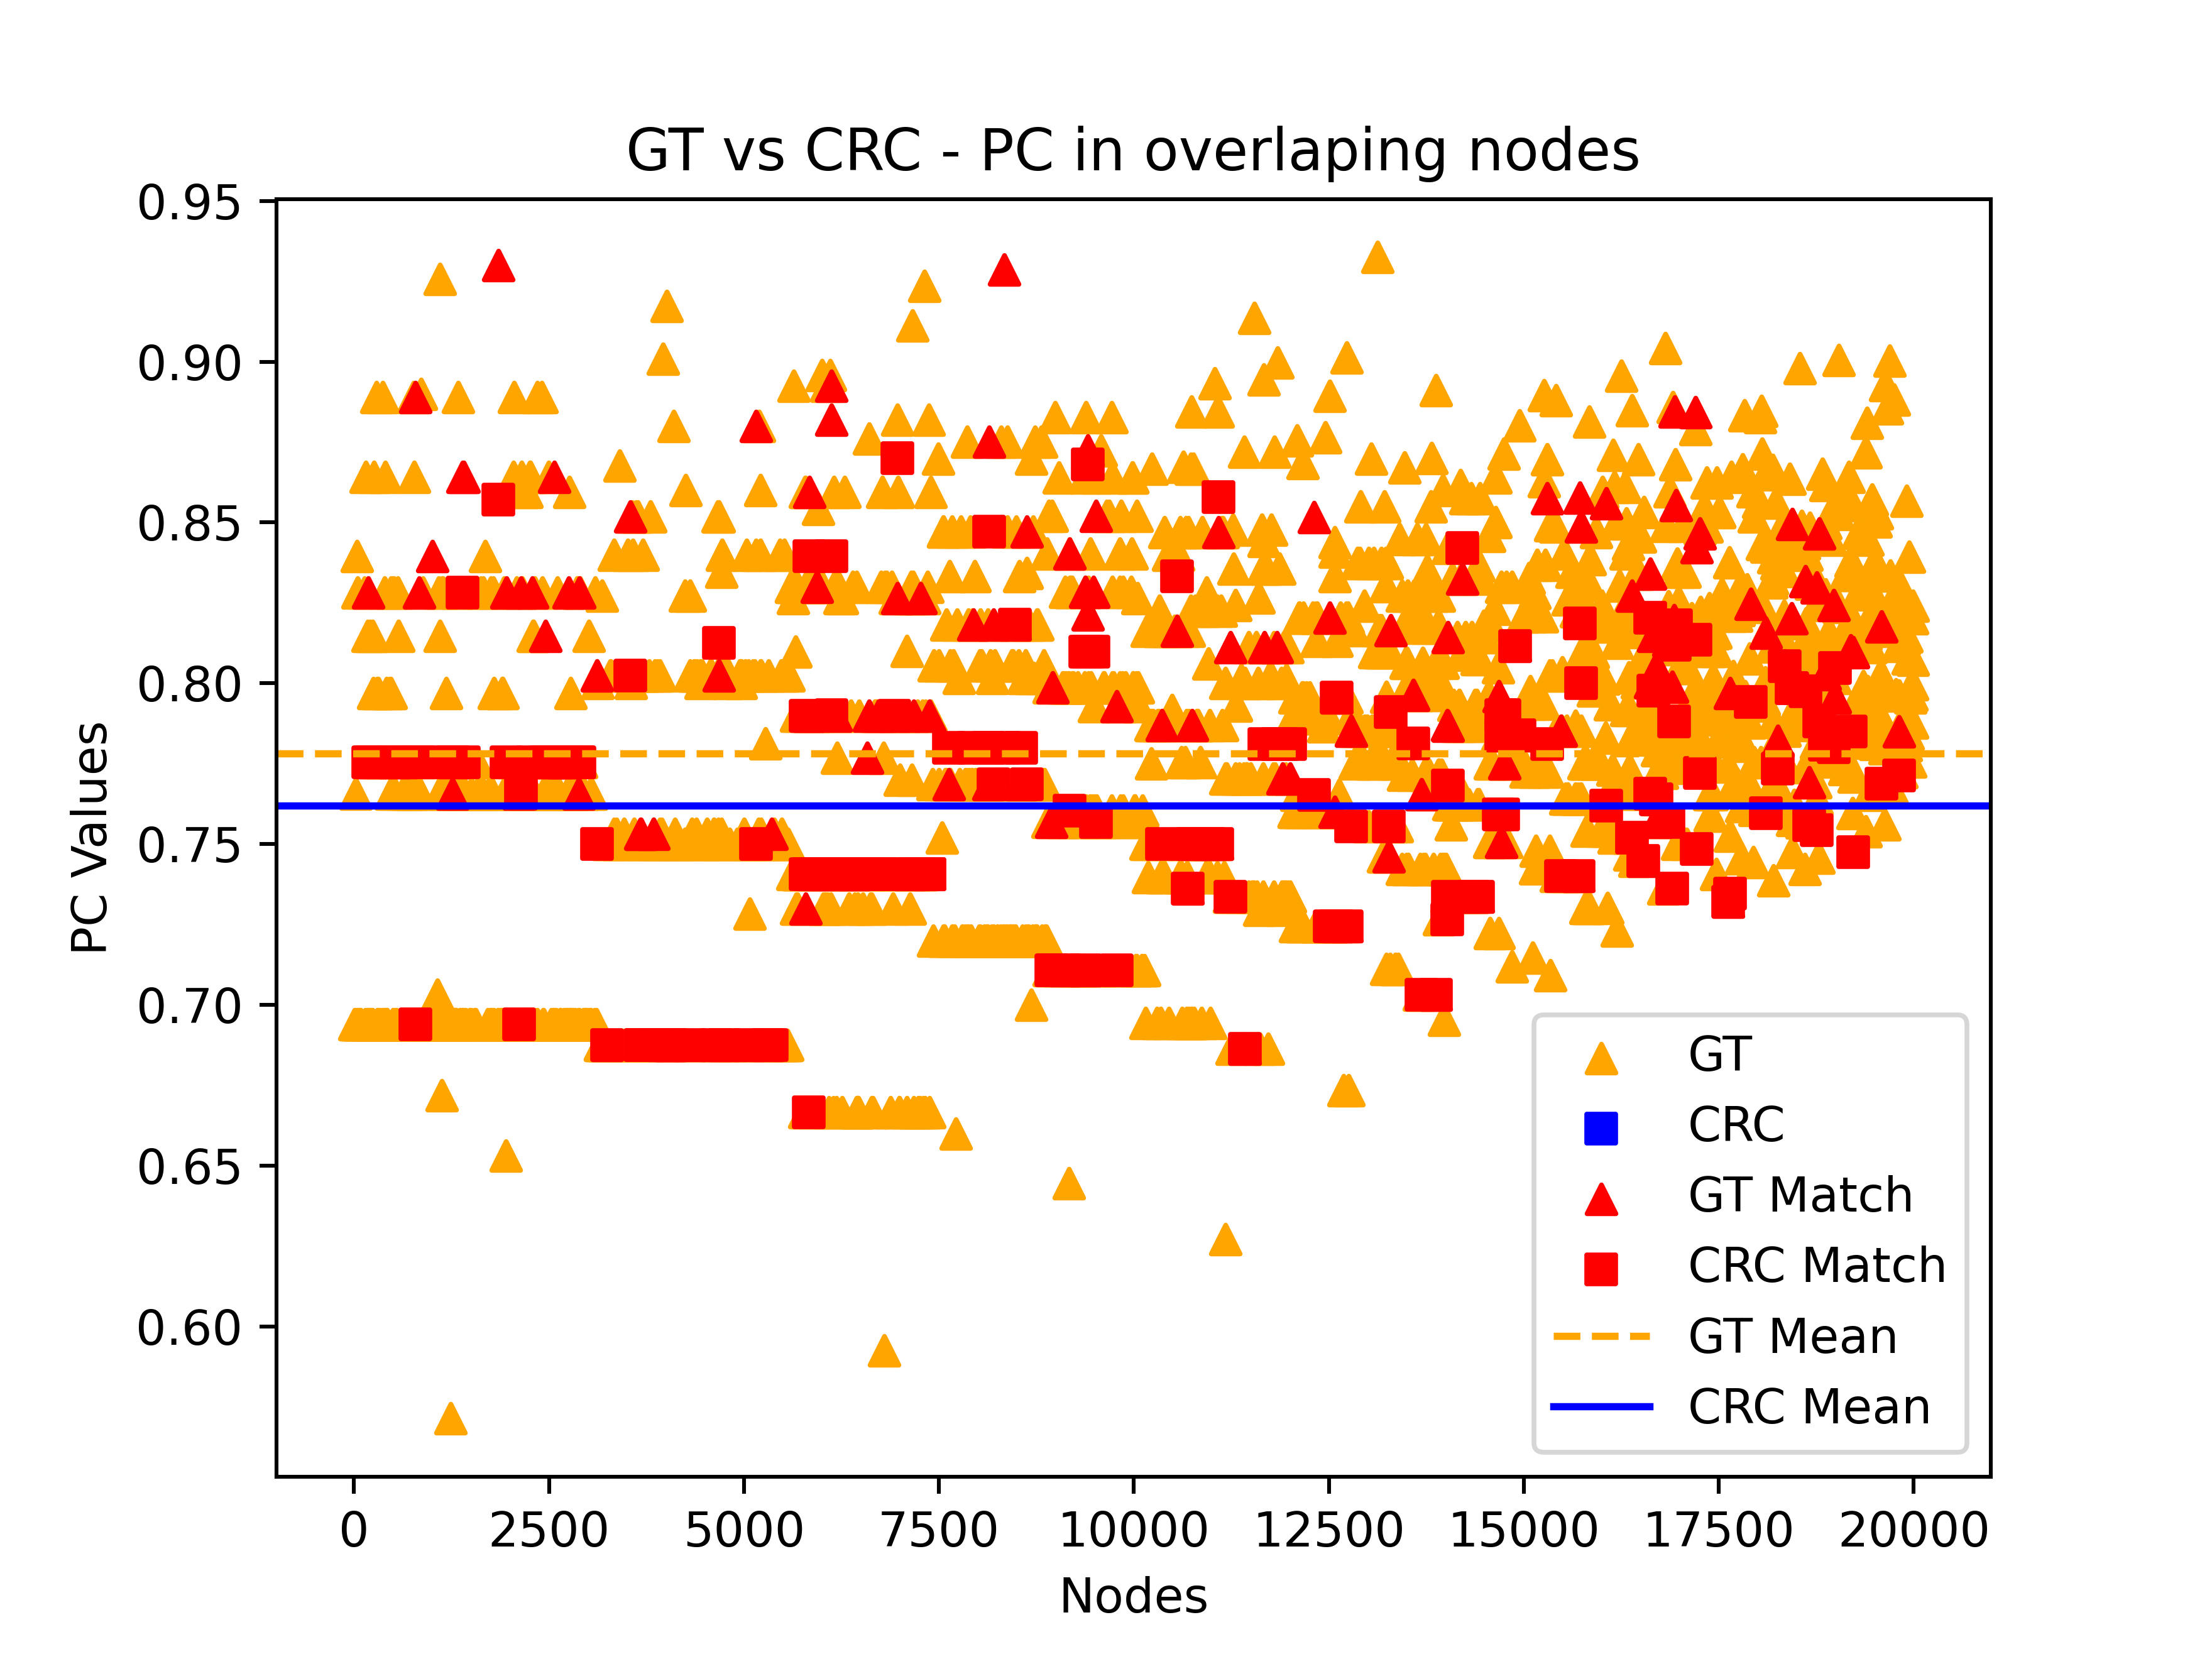 GT vs CRC - PC in overlaping nodes
0.95
0.90
0.85
0.80
0.75
0.70
0.65
0.60
PC Values
GT
CRC
GT Match
CRC Match
GT Mean
CRC Mean
0 2500 5000 7500 10000 12500 15000 17500 20000
Nodes